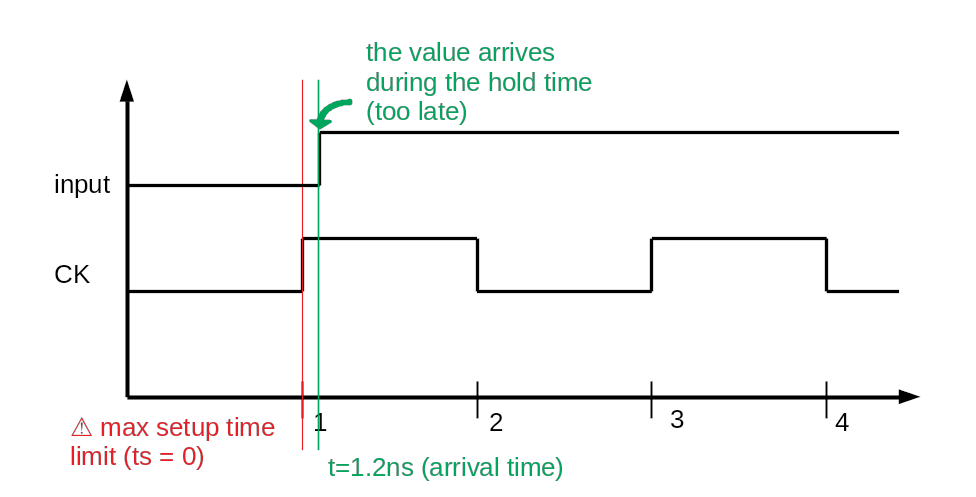 the value arrives
during the hold time
(too late)
input
CK
1
2
3
4
⚠ max setup time
limit (ts = 0)
t=1.2ns (arrival time)